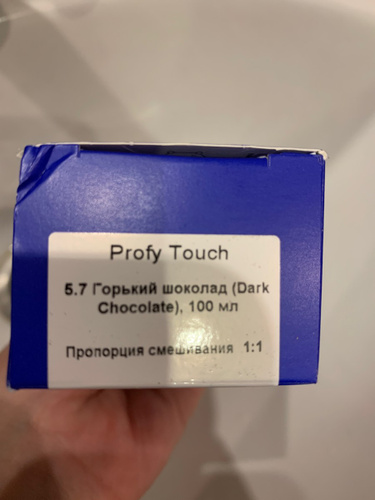 Profy Touch
5.7 Горький шоколад (Dark
Chocolate), 100 мл
Пропорция смешивания 1:1